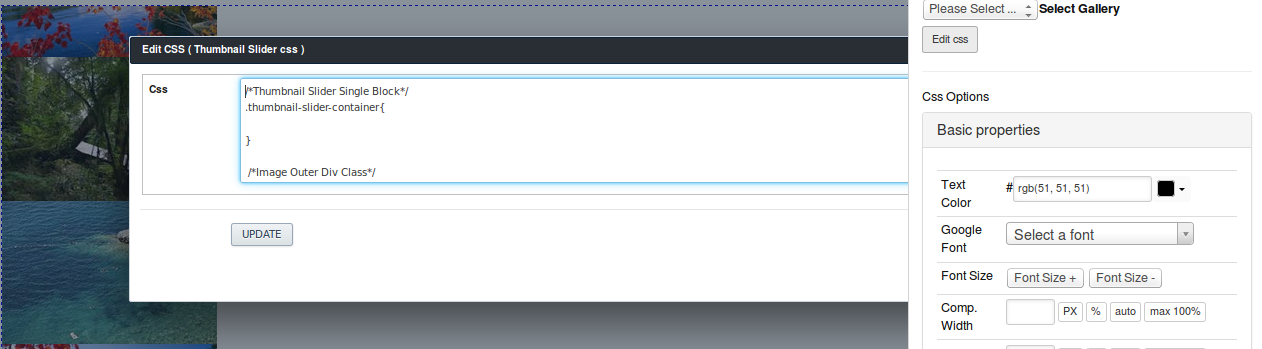 Please Select ... Select Gallery
Edit css
Edit CSS ( Thumbnail Slider css )
Css
/*Thumbnail Slider Single Block*/
.thumbnail-slider-container{
}
/*Image Outer Div Class*/
UPDATE
Css Options
Basic properties
Text
Color
# rgb(51, 51, 51)
Google
Font
Select a font
Font Size
Font Size +
Font Size -
Comp.
Width
PX
%
auto
max 100%